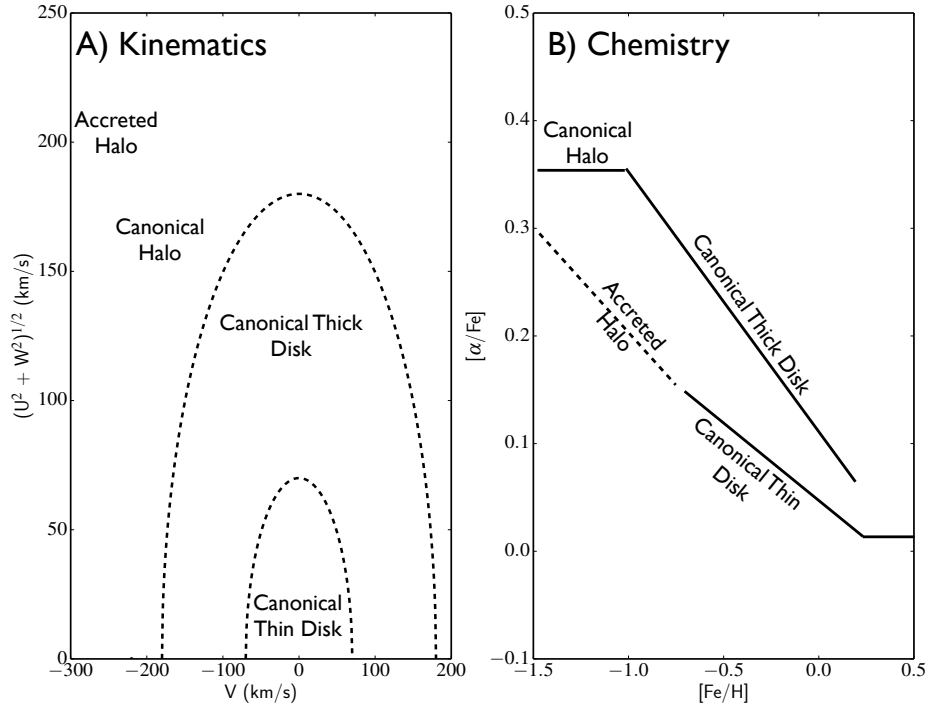 A) Kinematics
250
200
150
100
50
0
(U² + W²)^{1/2} (km/s)
Accreted
Halo
Canonical
Halo
Canonical Thick
Disk
Canonical
Thin Disk
−300
−200
−100
0
100
200
V (km/s)
B) Chemistry
0.5
0.4
0.3
0.2
0.1
0.0
−0.1
[α/Fe]
Canonical
Halo
Canonical Thick Disk
Accreted
Halo
Canonical Thin
Disk
−1.5
−1.0
−0.5
0.0
0.5
[Fe/H]